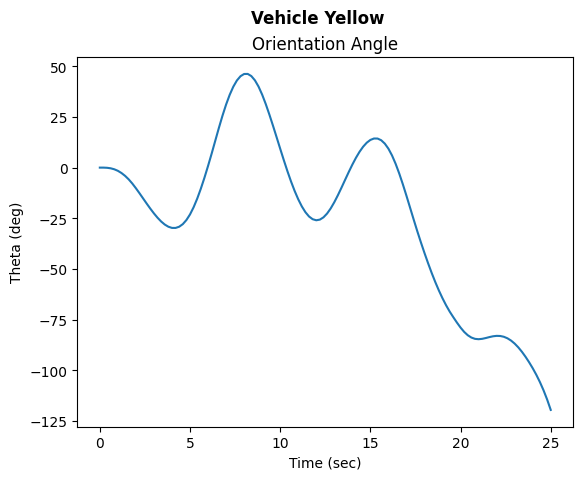 Vehicle Yellow
Orientation Angle
50
25
0
−25
−50
−75
−100
−125
Theta (deg)
0 5 10 15 20 25
Time (sec)